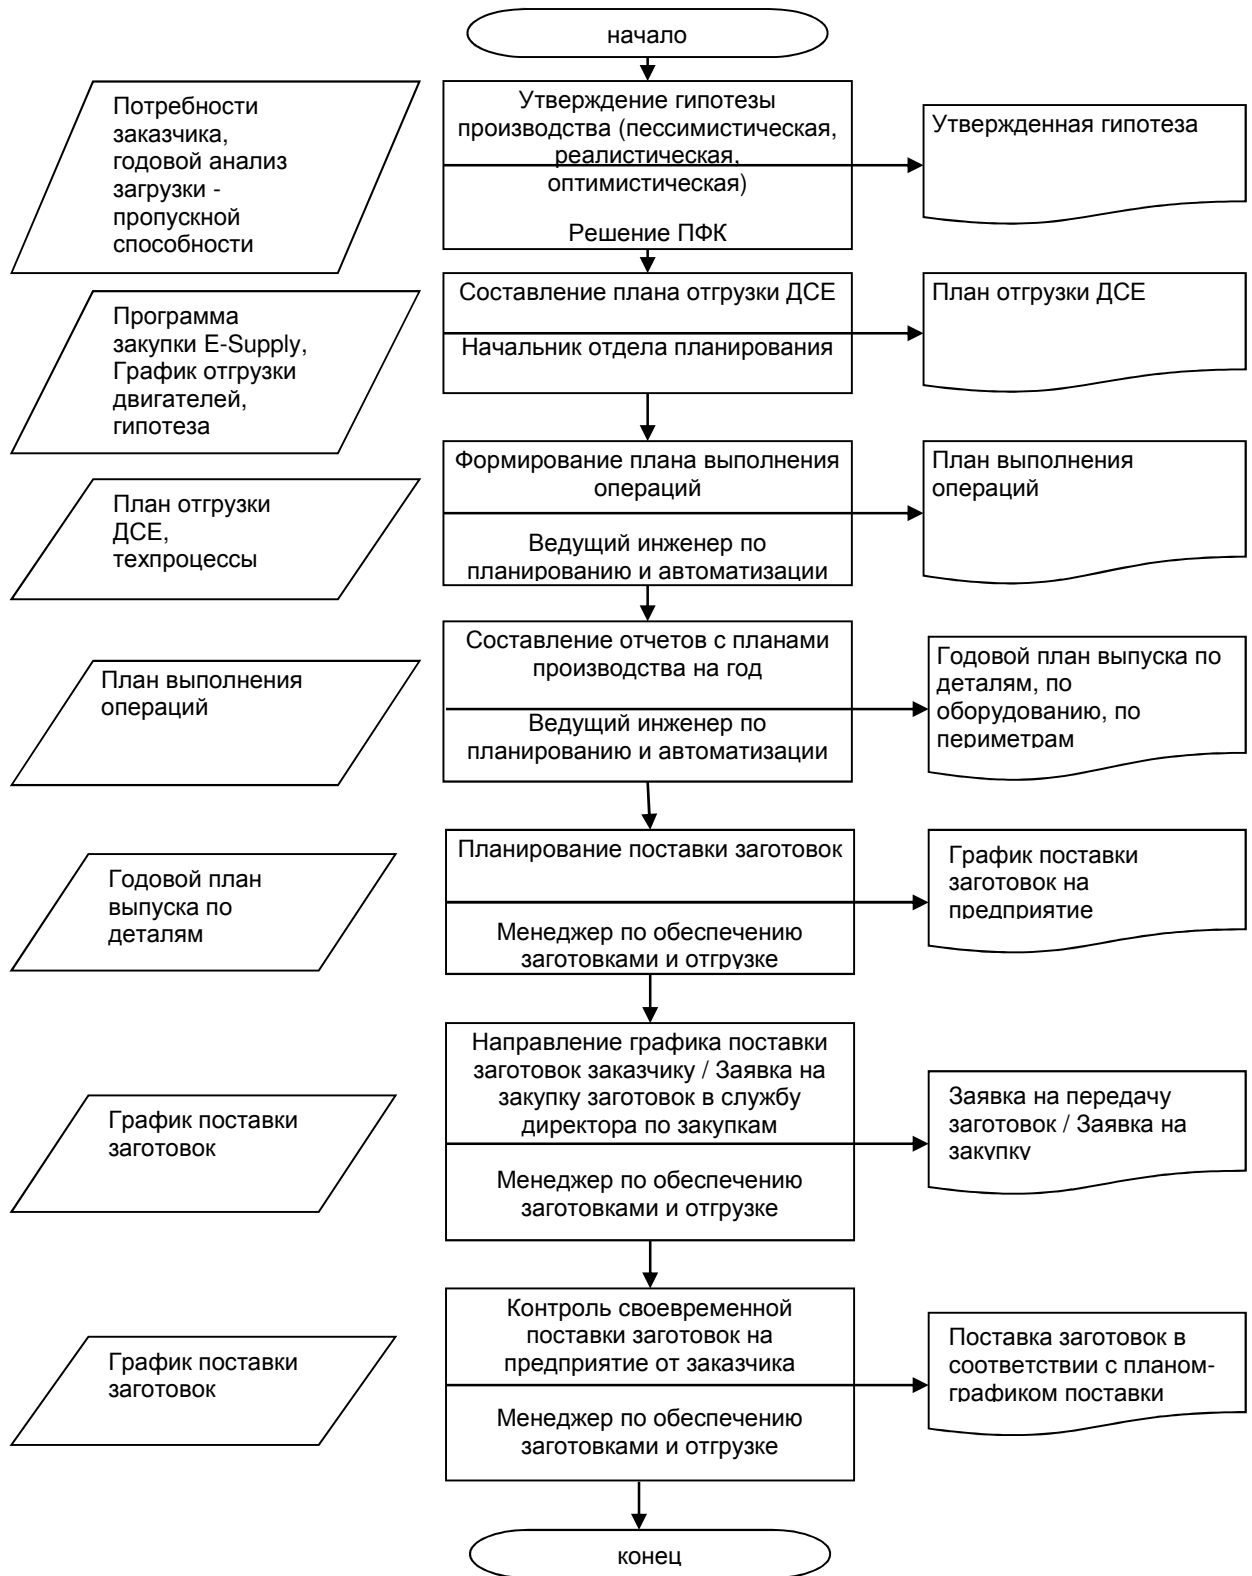 начало
Потребности
заказчика,
годовой анализ
загрузки -
пропускной
способности
Утверждение гипотезы
производства (пессимистическая,
реалистическая,
оптимистическая)
Решение ПФК
Утвержденная гипотеза
Программа
закупки E-Supply,
График отгрузки
двигателей,
гипотеза
Составление плана отгрузки ДСЕ
Начальник отдела планирования
План отгрузки ДСЕ
План отгрузки
ДСЕ,
техпроцессы
Формирование плана выполнения
операций
Ведущий инженер по
планированию и автоматизации
План выполнения
операций
План выполнения
операций
Составление отчетов с планами
производства на год
Ведущий инженер по
планированию и автоматизации
Годовой план выпуска по
деталям, по
оборудованию, по
периметрам
Годовой план
выпуска по
деталям
Планирование поставки заготовок
Менеджер по обеспечению
заготовками и отгрузке
График поставки
заготовок на
предприятие
График поставки
заготовок
Направление графика поставки
заготовок заказчику / Заявка на
закупку заготовок в службу
директора по закупкам
Менеджер по обеспечению
заготовками и отгрузке
Заявка на передачу
заготовок / Заявка на
закупку
График поставки
заготовок
Контроль своевременной
поставки заготовок на
предприятие от заказчика
Менеджер по обеспечению
заготовками и отгрузке
Поставка заготовок в
соответствии с планом-
графиком поставки
конец